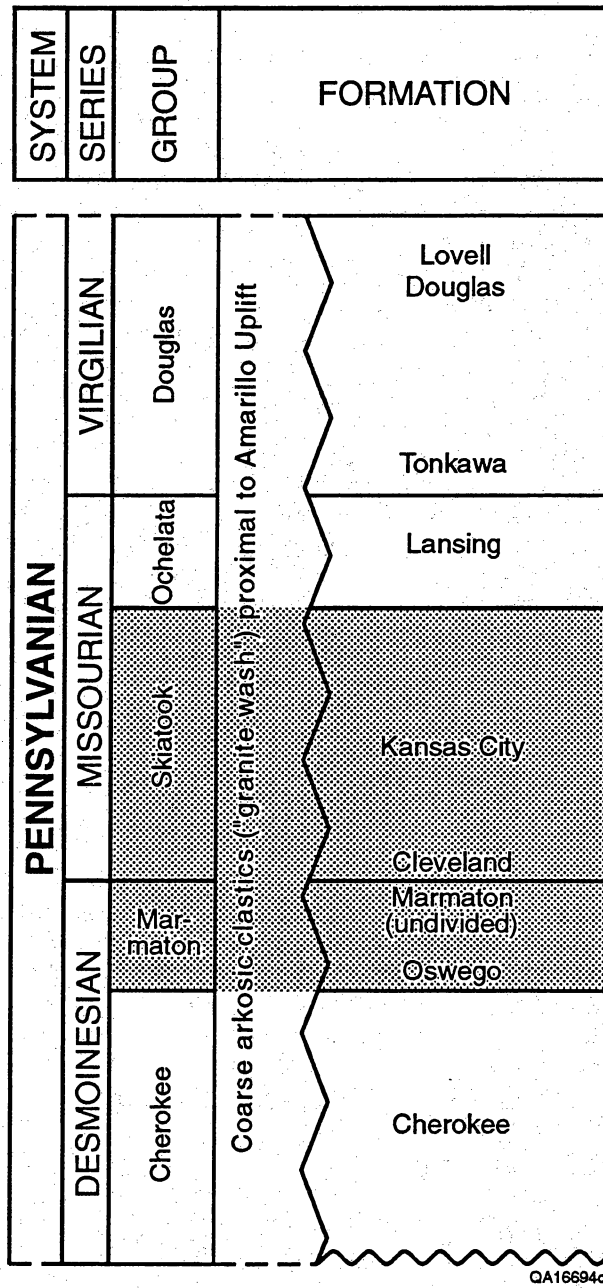 SYSTEM
SERIES
GROUP
FORMATION
PENNSYLVANIAN
VIRGILIAN
MISSOURIAN
DESMOINESIAN
Douglas
Ochelata
Skiatook
Mar-
maton
Cherokee
Coarse arkosic clastics ("granite wash") proximal to Amarillo Uplift
Lovell
Douglas
Tonkawa
Lansing
Kansas City
Cleveland
Marmaton
(undivided)
Oswego
Cherokee
QA16694c